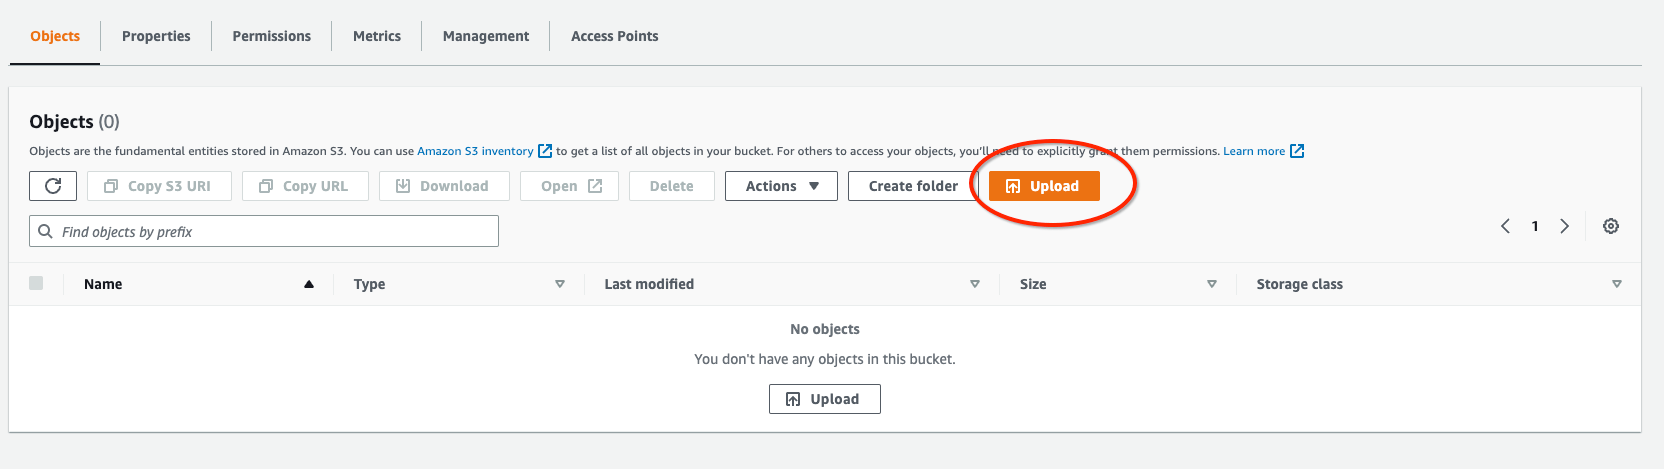 Objects Properties Permissions Metrics Management Access Points
Objects (0)
Objects are the fundamental entities stored in Amazon S3. You can use Amazon S3 inventory to get a list of all objects in your bucket. For others to access your objects, you'll need to explicitly grant them permissions. Learn more
Copy S3 URI Copy URL Download Open Delete Actions Create folder Upload
Find objects by prefix
1
Name Type Last modified Size Storage class
No objects
You don't have any objects in this bucket.
Upload